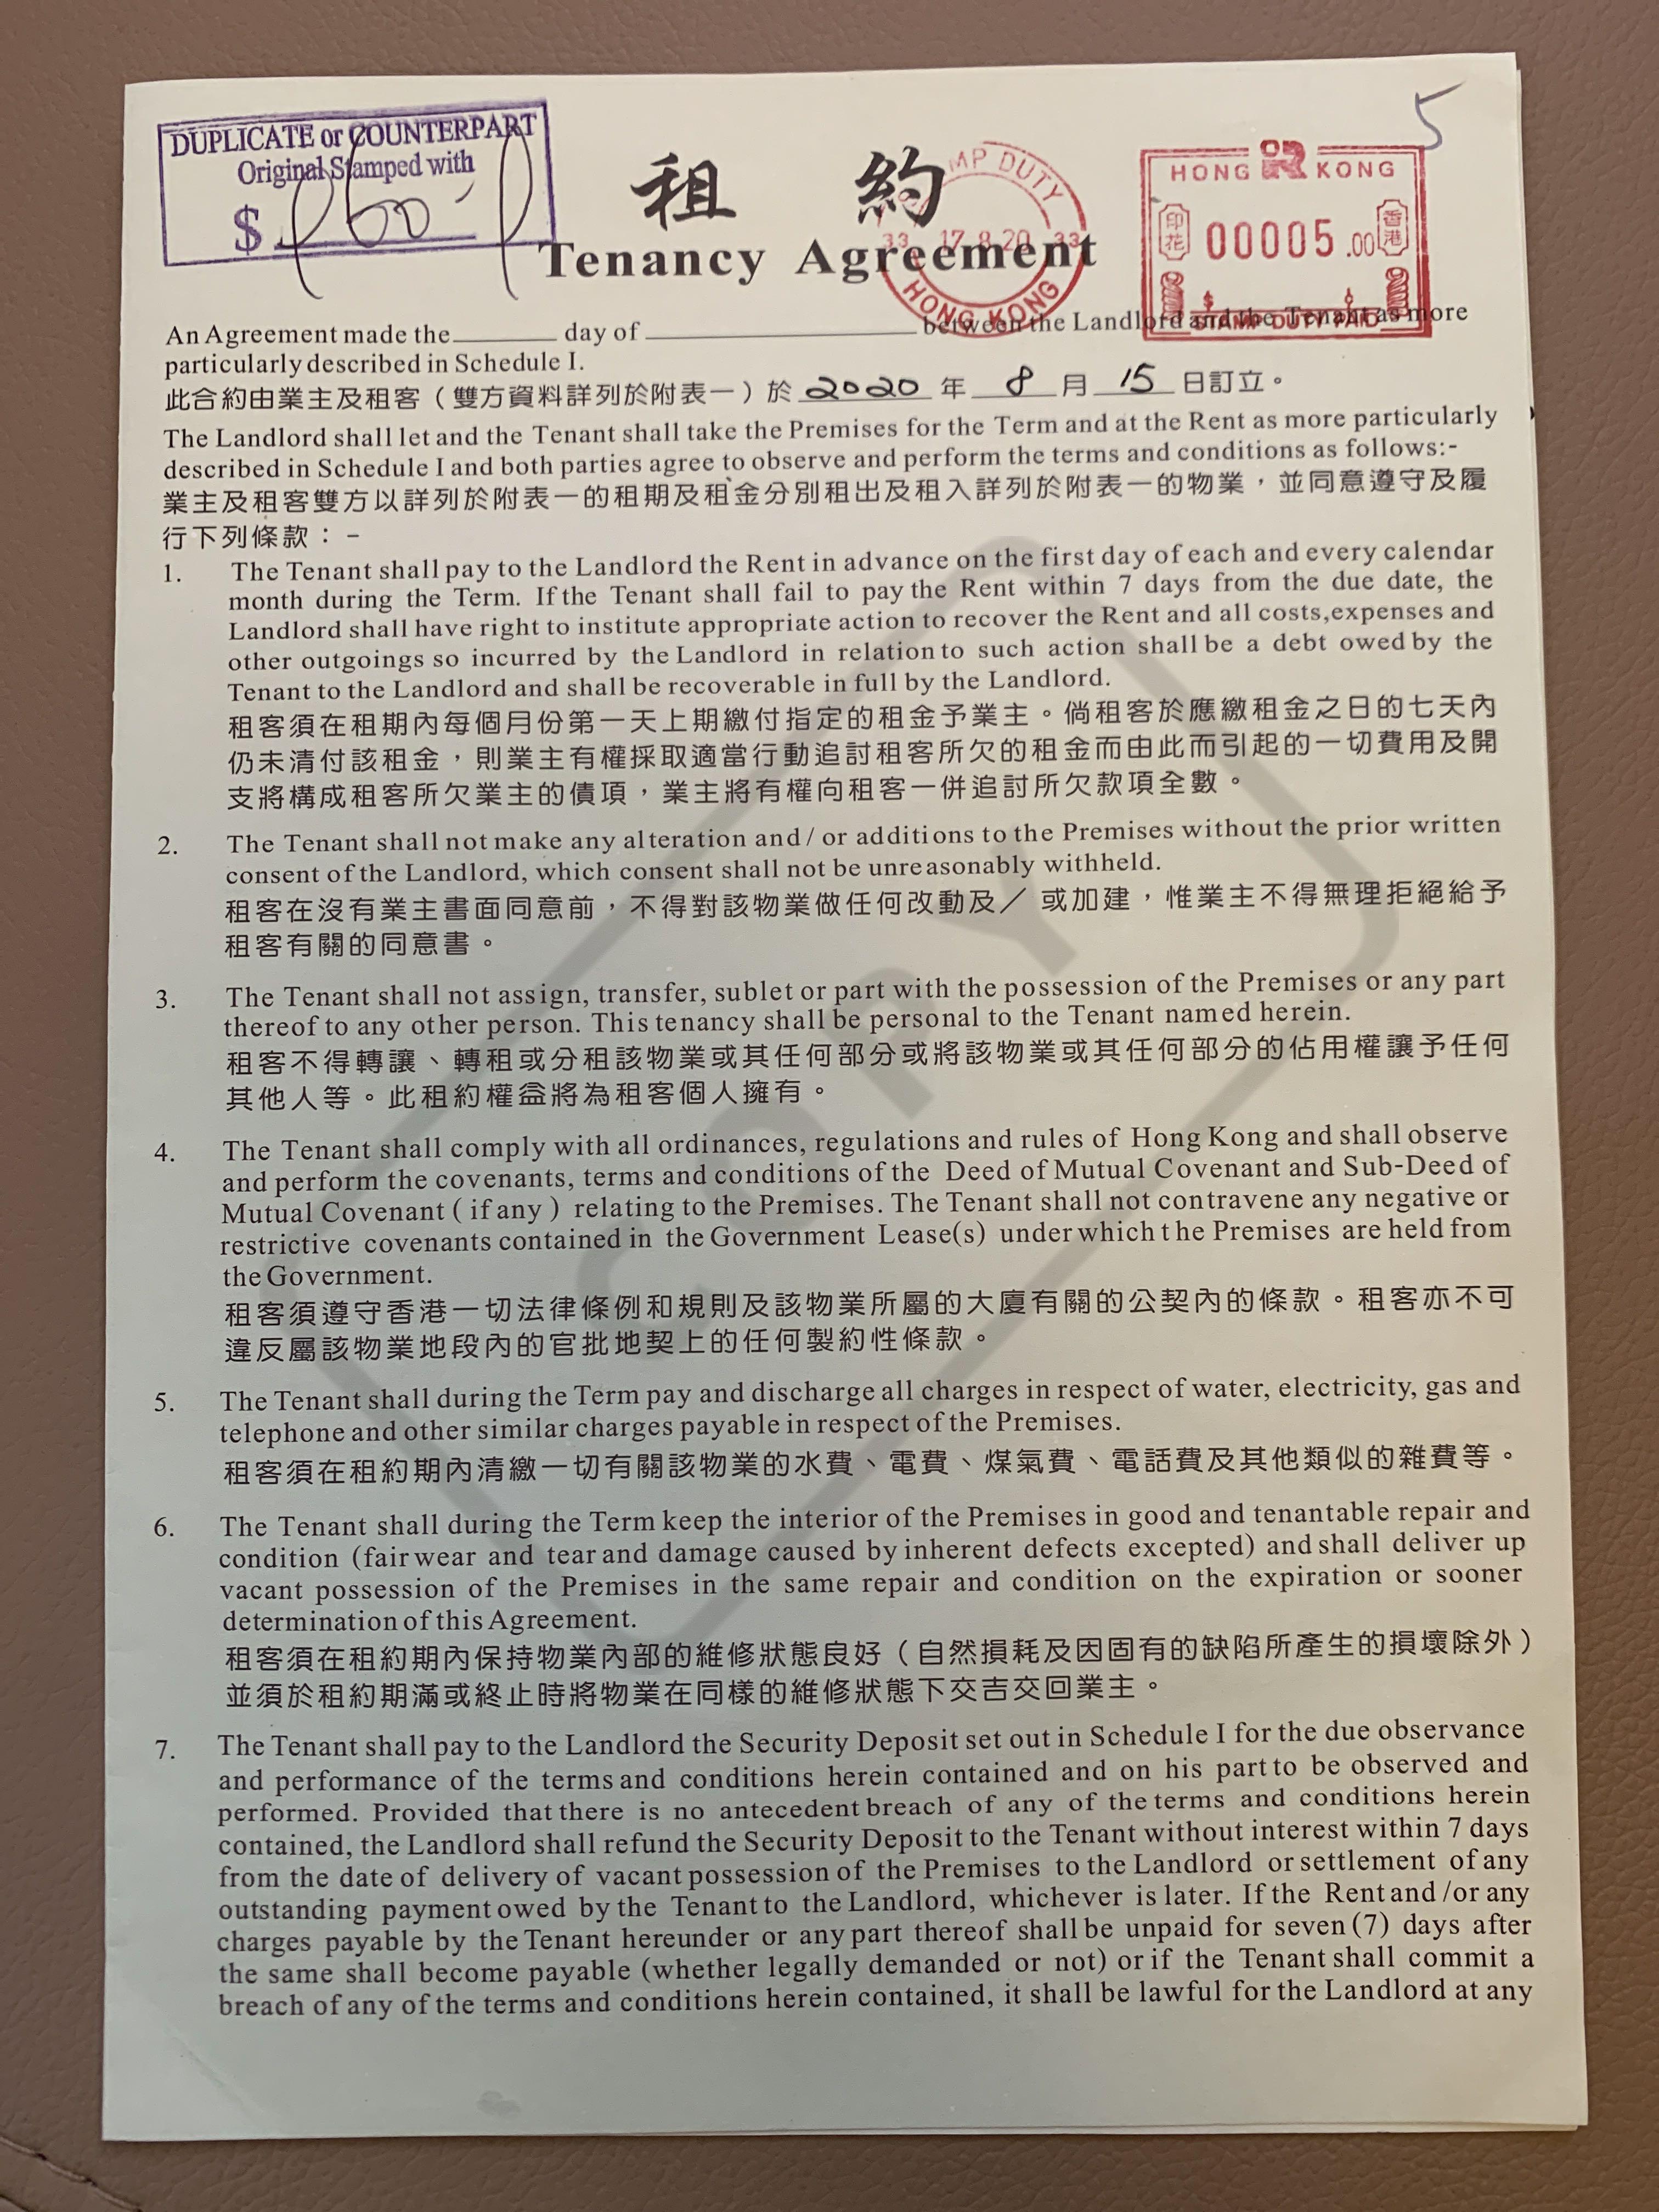 DUPLICATE or COUNTERPART
Original Stamped with
$
5
租 約
Tenancy Agreement
MP DUTY
33 17.8.20 33
HONG KONG
HONG KONG
印花 00005.00 香港
STAMP DUTY PAID
An Agreement made the______ day of ______________ between the Landlord and the Tenant as more
particularly described in Schedule I.
此合約由業主及租客（雙方資料詳列於附表一）於 2020 年 8 月 15 日訂立。
The Landlord shall let and the Tenant shall take the Premises for the Term and at the Rent as more particularly
described in Schedule I and both parties agree to observe and perform the terms and conditions as follows:-
業主及租客雙方以詳列於附表一的租期及租金分別租出及租入詳列於附表一的物業，並同意遵守及履
行下列條款：－
1. The Tenant shall pay to the Landlord the Rent in advance on the first day of each and every calendar
month during the Term. If the Tenant shall fail to pay the Rent within 7 days from the due date, the
Landlord shall have right to institute appropriate action to recover the Rent and all costs,expenses and
other outgoings so incurred by the Landlord in relation to such action shall be a debt owed by the
Tenant to the Landlord and shall be recoverable in full by the Landlord.
租客須在租期內每個月份第一天上期繳付指定的租金予業主。倘租客於應繳租金之日的七天內
仍未清付該租金，則業主有權採取適當行動追討租客所欠的租金而由此而引起的一切費用及開
支將構成租客所欠業主的債項，業主將有權向租客一併追討所欠款項全數。
2. The Tenant shall not make any alteration and / or additions to the Premises without the prior written
consent of the Landlord, which consent shall not be unreasonably withheld.
租客在沒有業主書面同意前，不得對該物業做任何改動及／或加建，惟業主不得無理拒絕給予
租客有關的同意書。
3. The Tenant shall not assign, transfer, sublet or part with the possession of the Premises or any part
thereof to any other person. This tenancy shall be personal to the Tenant named herein.
租客不得轉讓、轉租或分租該物業或其任何部分或將該物業或其任何部分的佔用權讓予任何
其他人等。此租約權益將為租客個人擁有。
4. The Tenant shall comply with all ordinances, regulations and rules of Hong Kong and shall observe
and perform the covenants, terms and conditions of the Deed of Mutual Covenant and Sub-Deed of
Mutual Covenant ( if any ) relating to the Premises. The Tenant shall not contravene any negative or
restrictive covenants contained in the Government Lease(s) under which the Premises are held from
the Government.
租客須遵守香港一切法律條例和規則及該物業所屬的大廈有關的公契內的條款。租客亦不可
違反屬該物業地段內的官批地契上的任何製約性條款。
5. The Tenant shall during the Term pay and discharge all charges in respect of water, electricity, gas and
telephone and other similar charges payable in respect of the Premises.
租客須在租約期內清繳一切有關該物業的水費、電費、煤氣費、電話費及其他類似的雜費等。
6. The Tenant shall during the Term keep the interior of the Premises in good and tenantable repair and
condition (fair wear and tear and damage caused by inherent defects excepted) and shall deliver up
vacant possession of the Premises in the same repair and condition on the expiration or sooner
determination of this Agreement.
租客須在租約期內保持物業內部的維修狀態良好（自然損耗及因固有的缺陷所產生的損壞除外）
並須於租約期滿或終止時將物業在同樣的維修狀態下交吉交回業主。
7. The Tenant shall pay to the Landlord the Security Deposit set out in Schedule I for the due observance
and performance of the terms and conditions herein contained and on his part to be observed and
performed. Provided that there is no antecedent breach of any of the terms and conditions herein
contained, the Landlord shall refund the Security Deposit to the Tenant without interest within 7 days
from the date of delivery of vacant possession of the Premises to the Landlord or settlement of any
outstanding payment owed by the Tenant to the Landlord, whichever is later. If the Rent and /or any
charges payable by the Tenant hereunder or any part thereof shall be unpaid for seven (7) days after
the same shall become payable (whether legally demanded or not) or if the Tenant shall commit a
breach of any of the terms and conditions herein contained, it shall be lawful for the Landlord at any
COPY